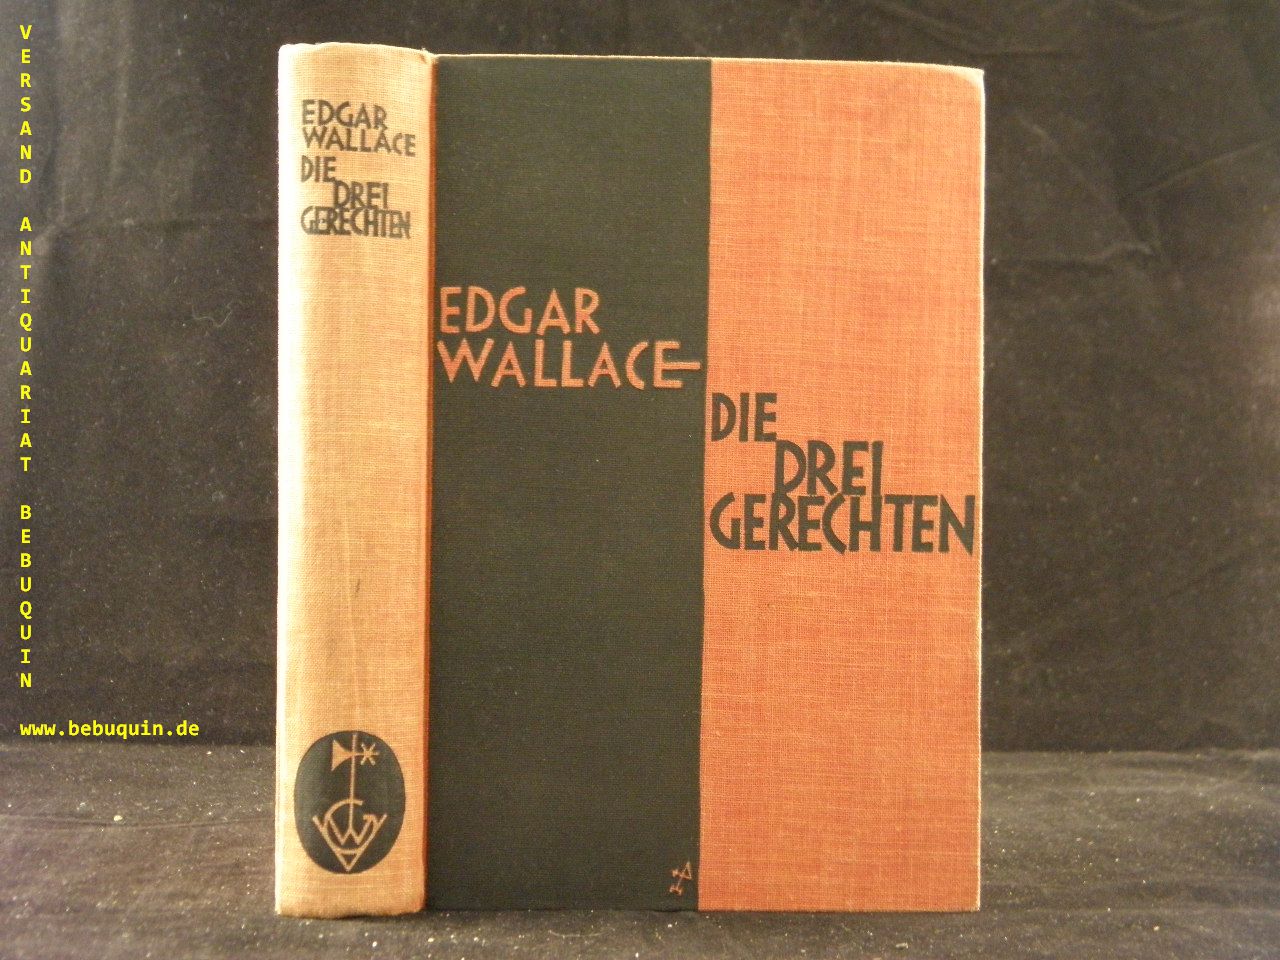 VERSAND ANTIQUARIAT BEBUQUIN
www.bebuquin.de
EDGAR
WALLACE
DIE
DREI
GERECHTEN
EDGAR
WALLACE
DIE
DREI
GERECHTEN